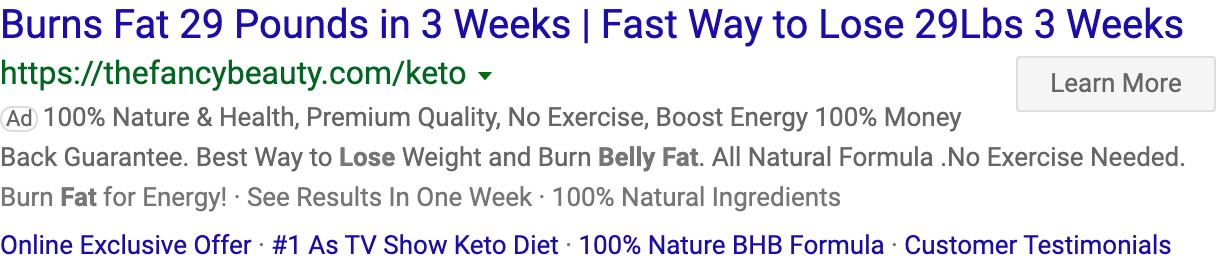 Burns Fat 29 Pounds in 3 Weeks | Fast Way to Lose 29Lbs 3 Weeks
https://thefancybeauty.com/keto
Learn More
Ad 100% Nature & Health, Premium Quality, No Exercise, Boost Energy 100% Money
Back Guarantee. Best Way to Lose Weight and Burn Belly Fat. All Natural Formula .No Exercise Needed.
Burn Fat for Energy! · See Results In One Week · 100% Natural Ingredients
Online Exclusive Offer · #1 As TV Show Keto Diet · 100% Nature BHB Formula · Customer Testimonials